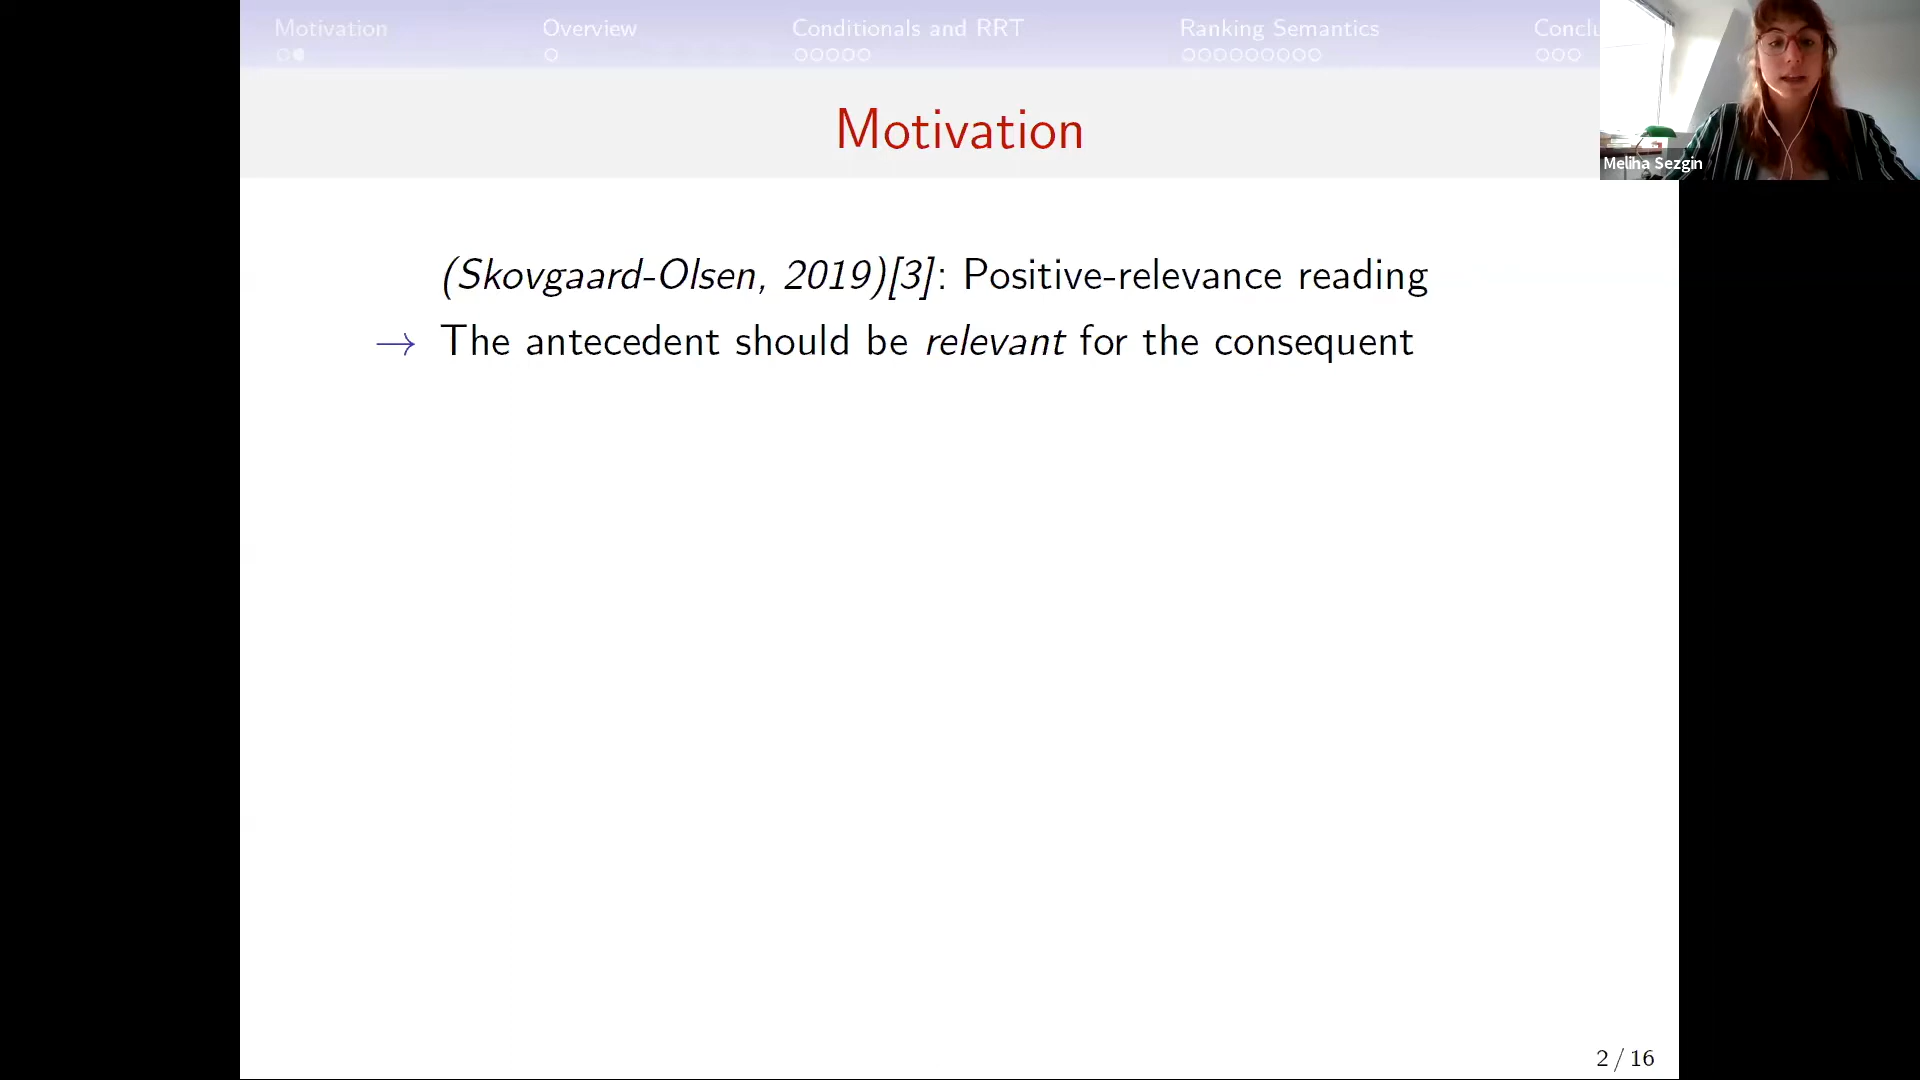 Motivation Overview Conditionals and RRT Ranking Semantics Conclu
Meliha Sezgin
Motivation
(Skovgaard-Olsen, 2019)[3]: Positive-relevance reading
→ The antecedent should be relevant for the consequent
2 / 16